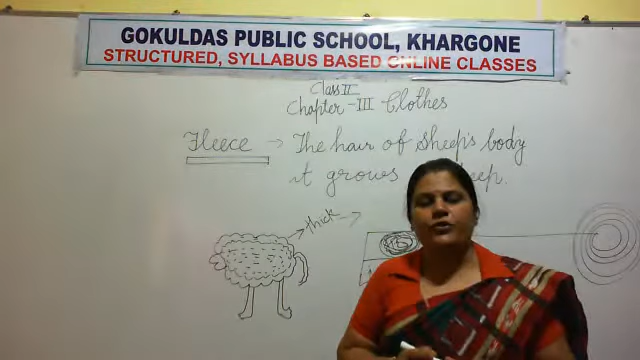 GOKULDAS PUBLIC SCHOOL, KHARGONE
STRUCTURED, SYLLABUS BASED ONLINE CLASSES
Class II
Chapter - III Clothes
Fleece → The hair of Sheep's body
it grows
thick